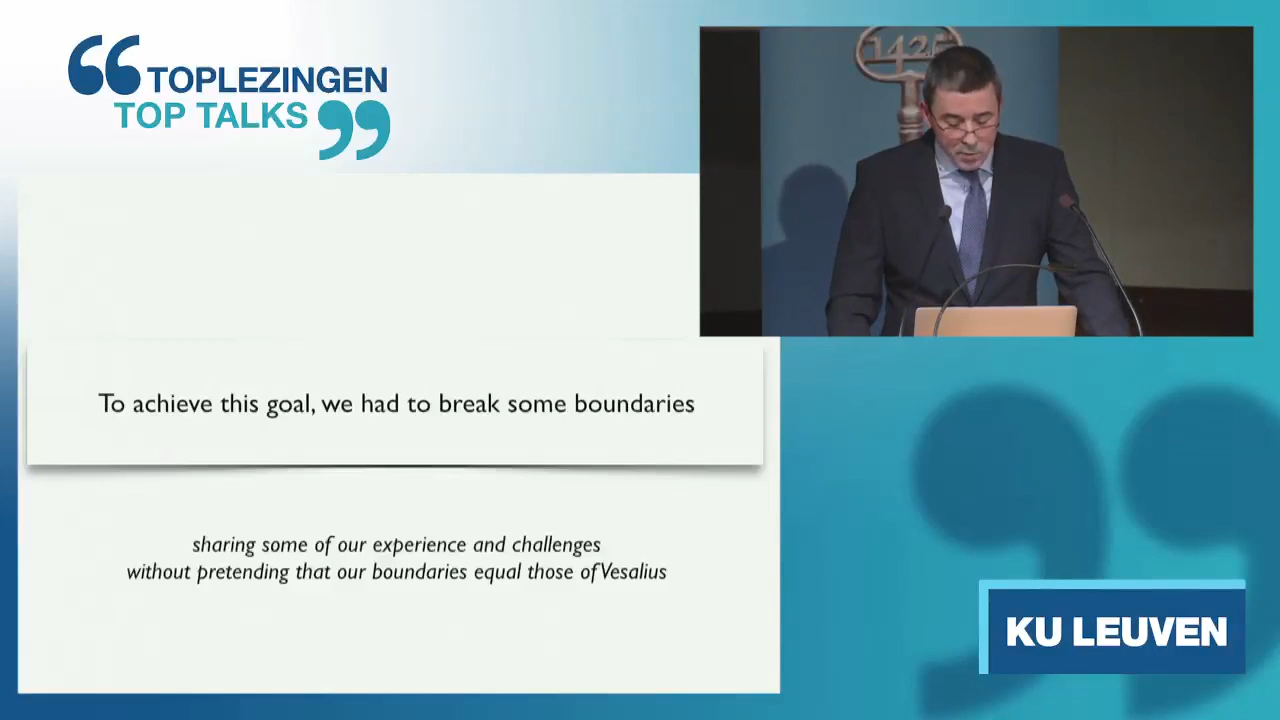 TOPLEZINGEN
TOP TALKS
1425
To achieve this goal, we had to break some boundaries
sharing some of our experience and challenges
without pretending that our boundaries equal those of Vesalius
KU LEUVEN